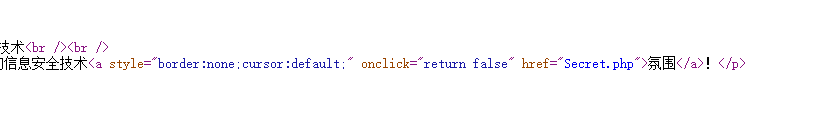 技术<br /><br />
信息安全技术<a style="border:none;cursor:default;" onclick="return false" href="Secret.php">氛围</a>! </p>